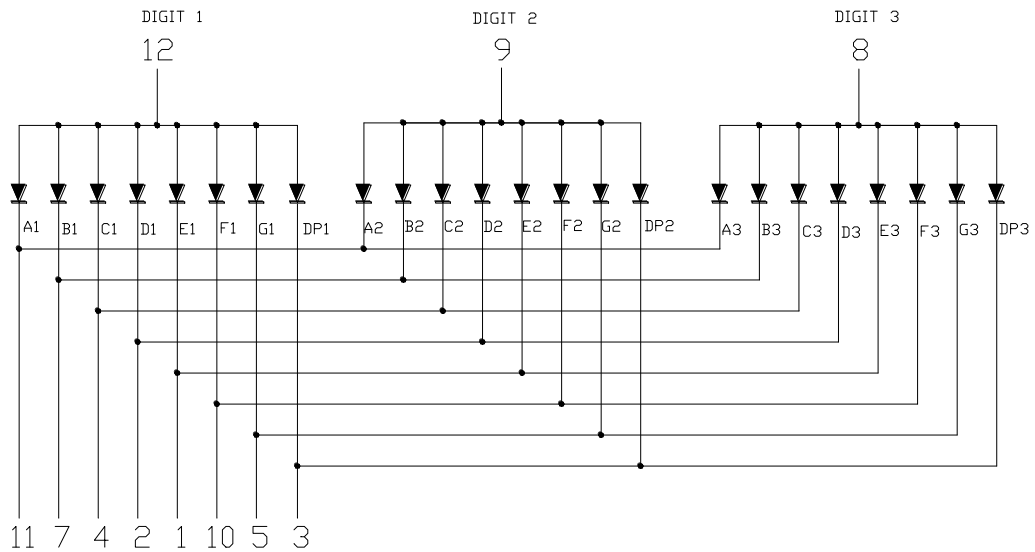 DIGIT 1 DIGIT 2 DIGIT 3
12 9 8
A1 B1 C1 D1 E1 F1 G1 DP1 A2 B2 C2 D2 E2 F2 G2 DP2 A3 B3 C3 D3 E3 F3 G3 DP3
11 7 4 2 1 10 5 3